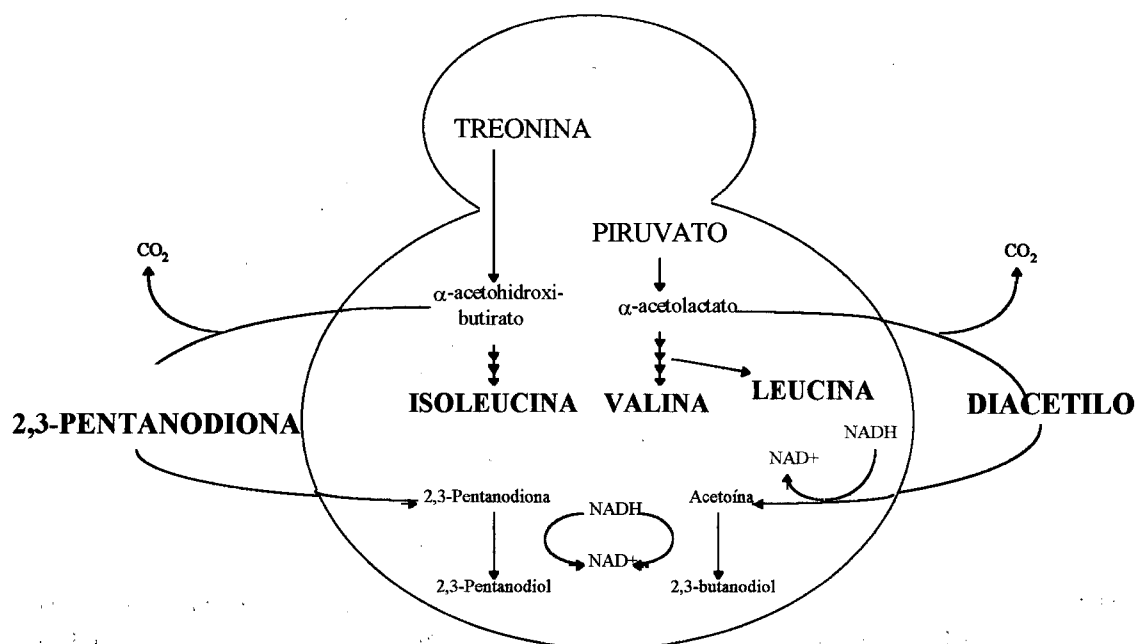 TREONINA
PIRUVATO
CO2
CO2
α-acetohidroxi-
butirato
α-acetolactato
ISOLEUCINA
VALINA
LEUCINA
2,3-PENTANODIONA
DIACETILO
NADH
NAD+
2,3-Pentanodiona
NADH
Acetoína
NAD+
2,3-Pentanodiol
2,3-butanodiol